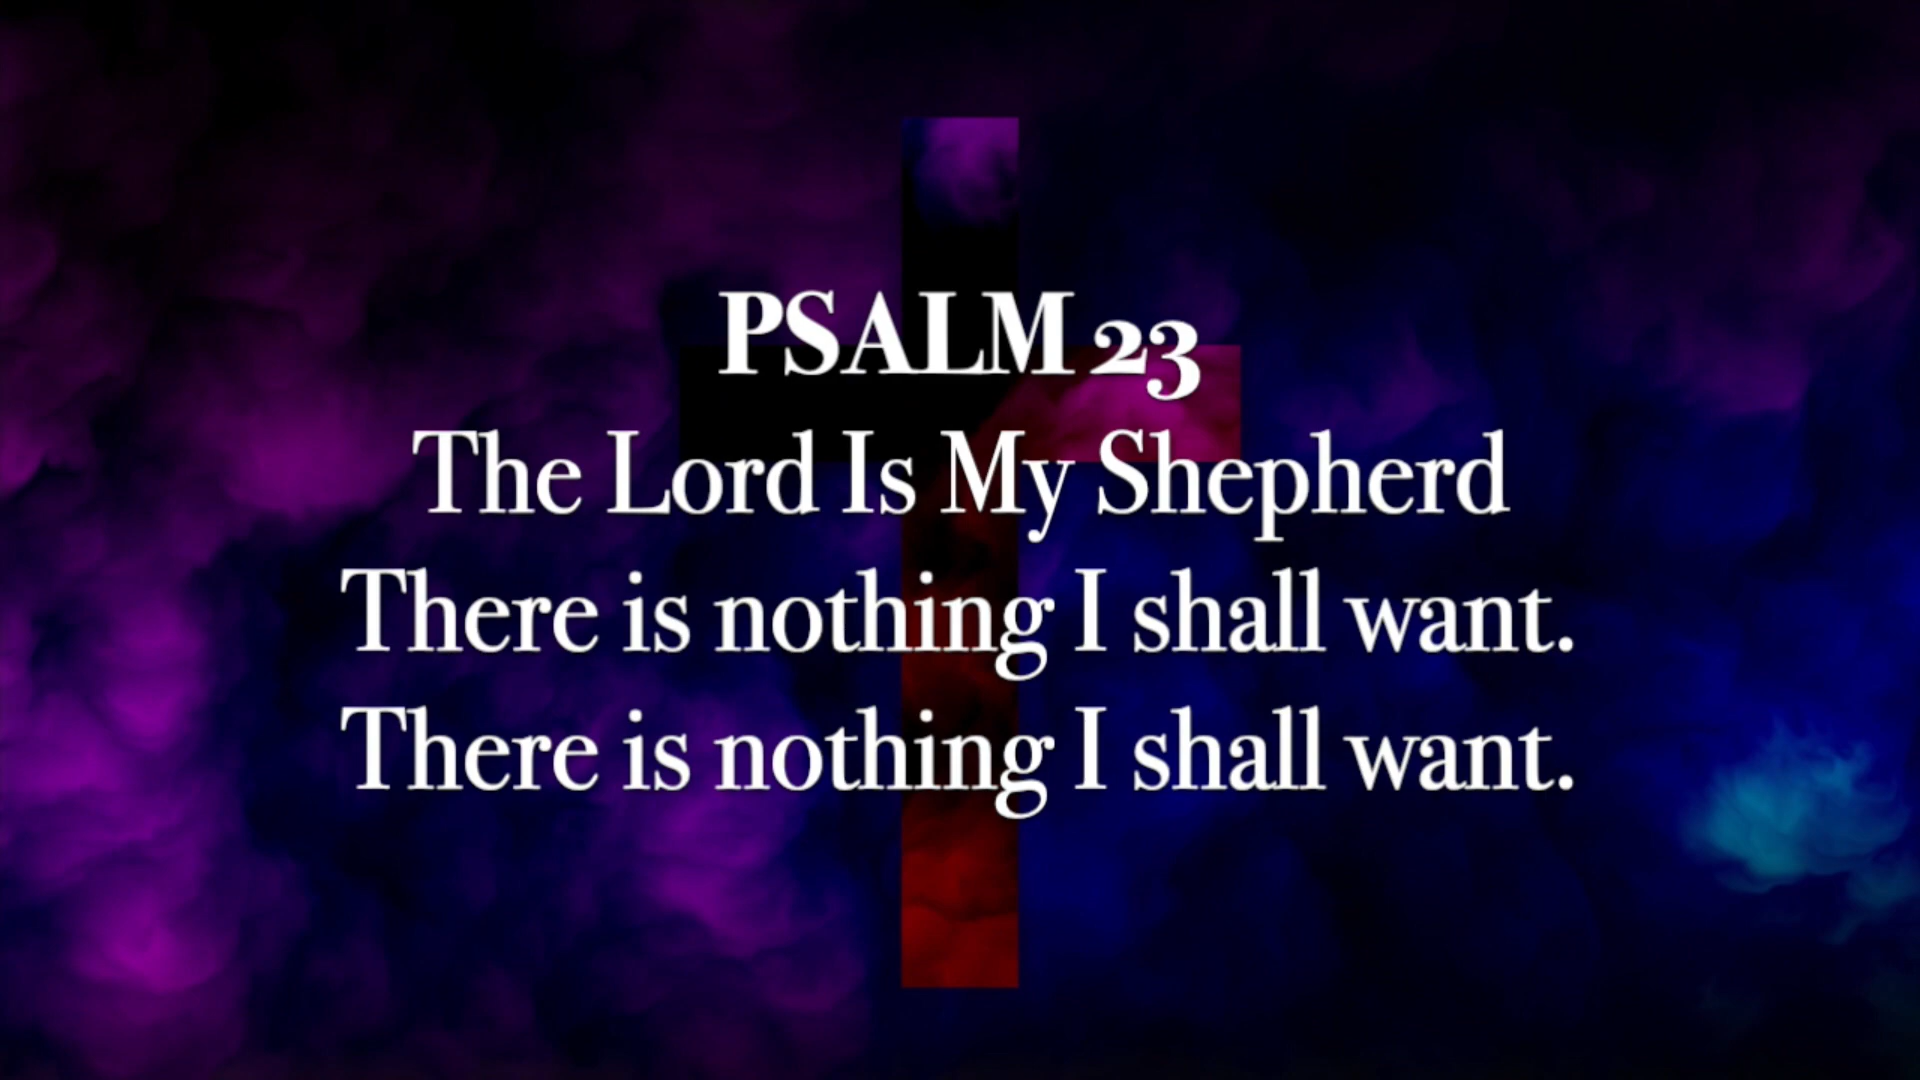 PSALM 23
The Lord Is My Shepherd
There is nothing I shall want.
There is nothing I shall want.